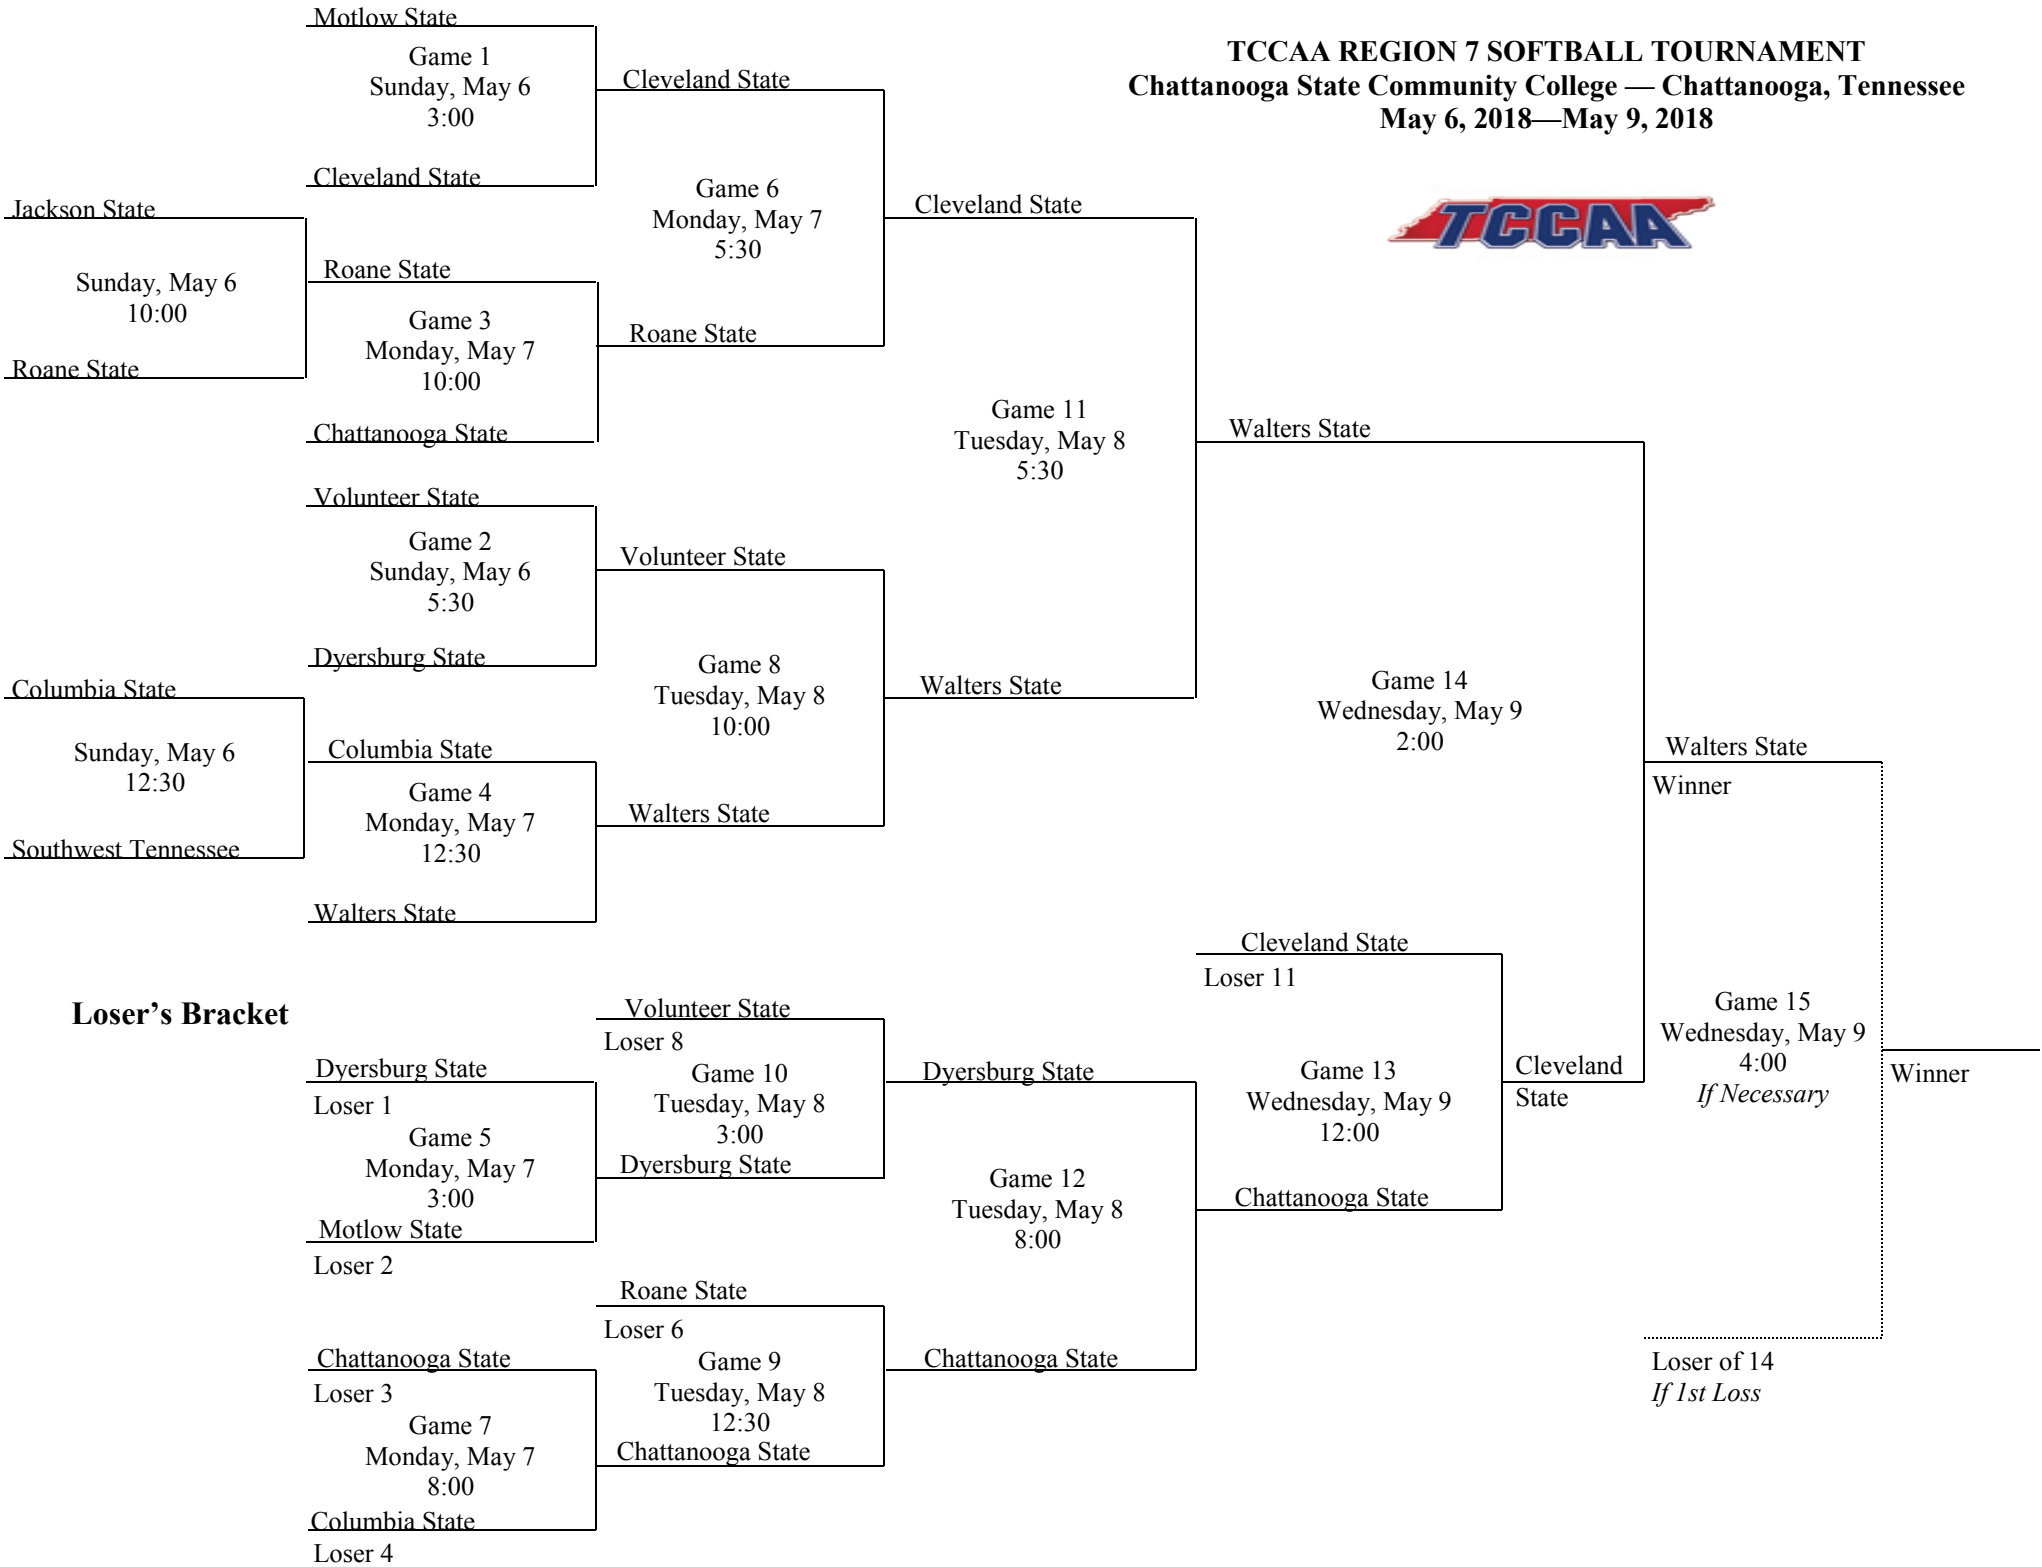 TCCAA REGION 7 SOFTBALL TOURNAMENT
Chattanooga State Community College — Chattanooga, Tennessee
May 6, 2018—May 9, 2018
TCCAA
Motlow State
Game 1
Sunday, May 6
3:00
Cleveland State
Jackson State
Sunday, May 6
10:00
Roane State
Roane State
Game 3
Monday, May 7
10:00
Chattanooga State
Volunteer State
Game 2
Sunday, May 6
5:30
Dyersburg State
Columbia State
Sunday, May 6
12:30
Southwest Tennessee
Columbia State
Game 4
Monday, May 7
12:30
Walters State
Cleveland State
Game 6
Monday, May 7
5:30
Roane State
Volunteer State
Game 8
Tuesday, May 8
10:00
Walters State
Cleveland State
Game 11
Tuesday, May 8
5:30
Walters State
Walters State
Game 14
Wednesday, May 9
2:00
Walters State
Winner
Loser’s Bracket
Dyersburg State
Loser 1
Game 5
Monday, May 7
3:00
Motlow State
Loser 2
Chattanooga State
Loser 3
Game 7
Monday, May 7
8:00
Columbia State
Loser 4
Volunteer State
Loser 8
Game 10
Tuesday, May 8
3:00
Dyersburg State
Roane State
Loser 6
Game 9
Tuesday, May 8
12:30
Chattanooga State
Dyersburg State
Game 12
Tuesday, May 8
8:00
Chattanooga State
Cleveland State
Loser 11
Game 13
Wednesday, May 9
12:00
Chattanooga State
Cleveland
State
Game 15
Wednesday, May 9
4:00
If Necessary
Loser of 14
If 1st Loss
Winner